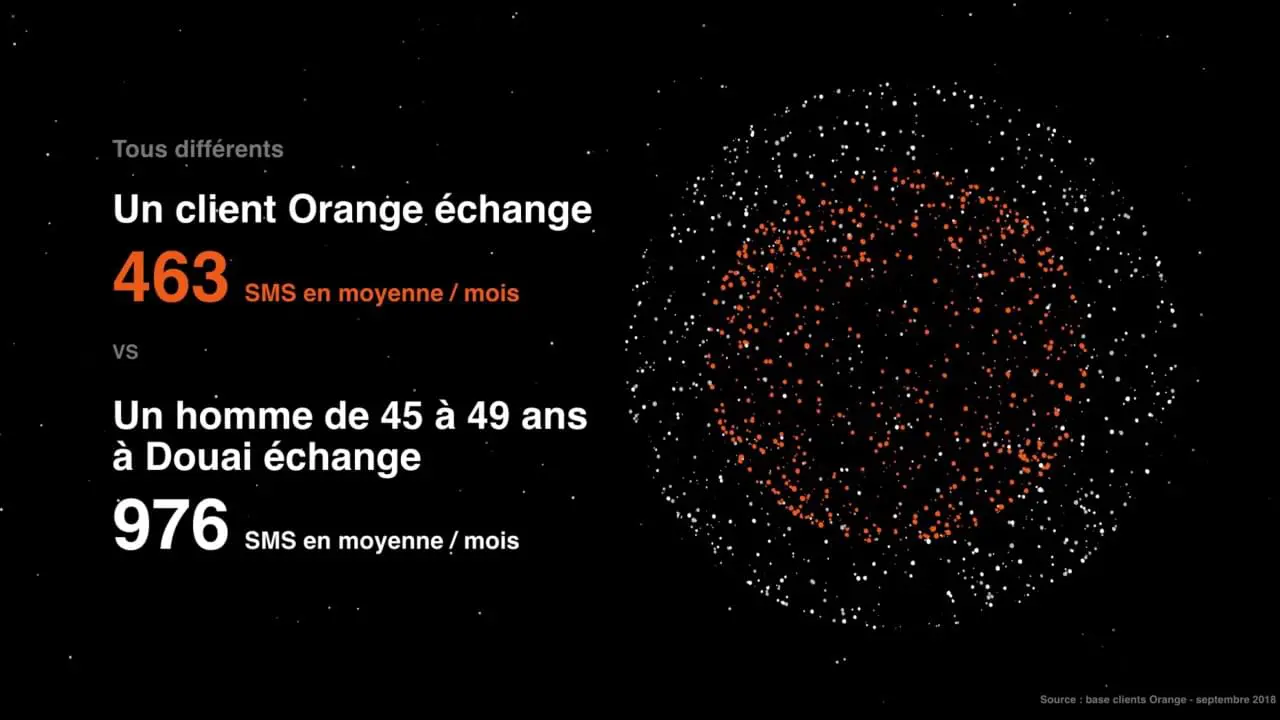 Tous différents
Un client Orange échange
463 SMS en moyenne / mois
vs
Un homme de 45 à 49 ans
à Douai échange
976 SMS en moyenne / mois
Source : base clients Orange - septembre 2018